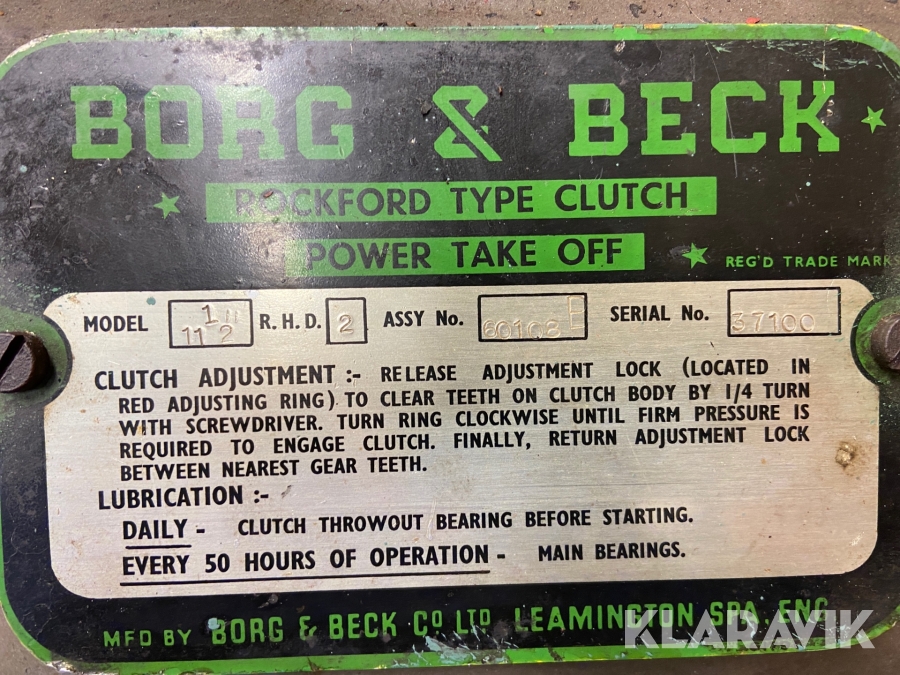 BORG & BECK
ROCKFORD TYPE CLUTCH
POWER TAKE OFF
REG'D TRADE MARKS
MODEL 11 1/2" R.H.D. 2 ASSY No. 60108 E SERIAL No. 37100
CLUTCH ADJUSTMENT :- RELEASE ADJUSTMENT LOCK (LOCATED IN
RED ADJUSTING RING) TO CLEAR TEETH ON CLUTCH BODY BY 1/4 TURN
WITH SCREWDRIVER. TURN RING CLOCKWISE UNTIL FIRM PRESSURE IS
REQUIRED TO ENGAGE CLUTCH. FINALLY, RETURN ADJUSTMENT LOCK
BETWEEN NEAREST GEAR TEETH.
LUBRICATION :-
DAILY - CLUTCH THROWOUT BEARING BEFORE STARTING.
EVERY 50 HOURS OF OPERATION - MAIN BEARINGS.
MFD BY BORG & BECK CO LTD LEAMINGTON SPA. ENG.
KLARAVIK